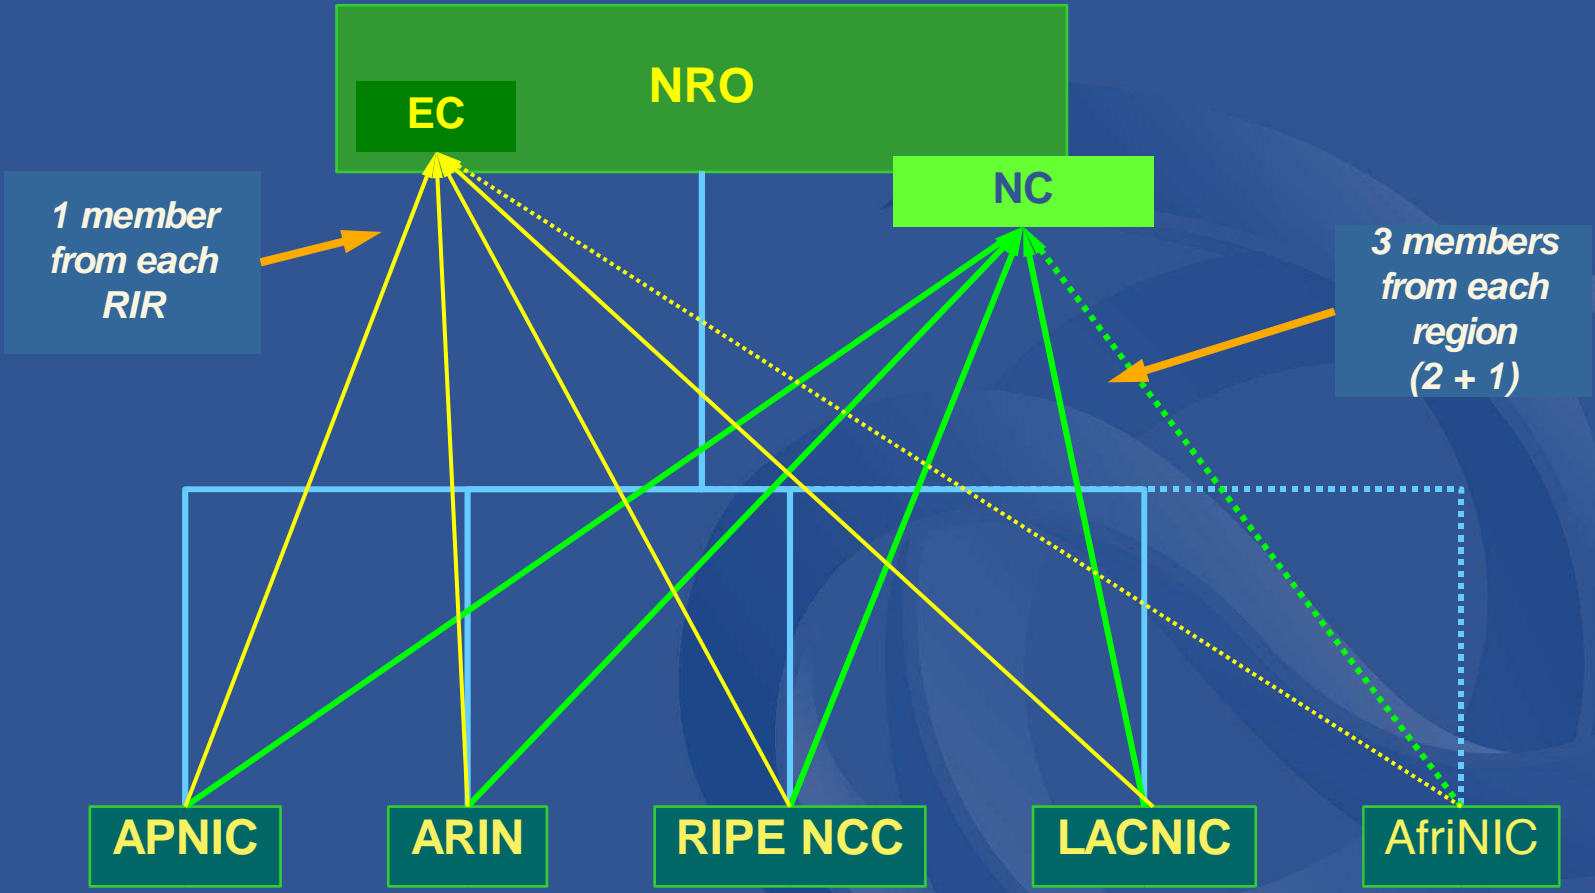 NRO
EC
NC
1 member
from each
RIR
3 members
from each
region
(2 + 1)
APNIC
ARIN
RIPE NCC
LACNIC
AfriNIC